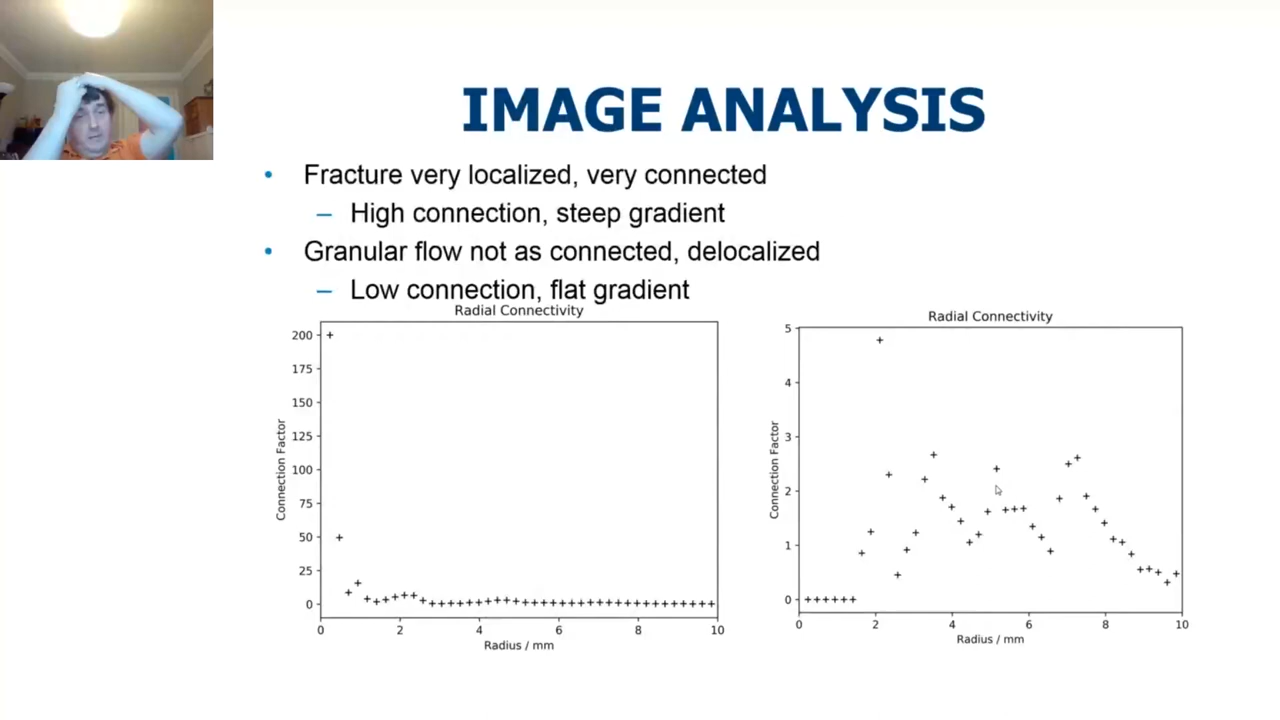 IMAGE ANALYSIS
• Fracture very localized, very connected
– High connection, steep gradient
• Granular flow not as connected, delocalized
– Low connection, flat gradient
Radial Connectivity
200
175
150
125
100
75
50
25
0
Connection Factor
0 2 4 6 8 10
Radius / mm
Radial Connectivity
5
4
3
2
1
0
Connection Factor
0 2 4 6 8 10
Radius / mm